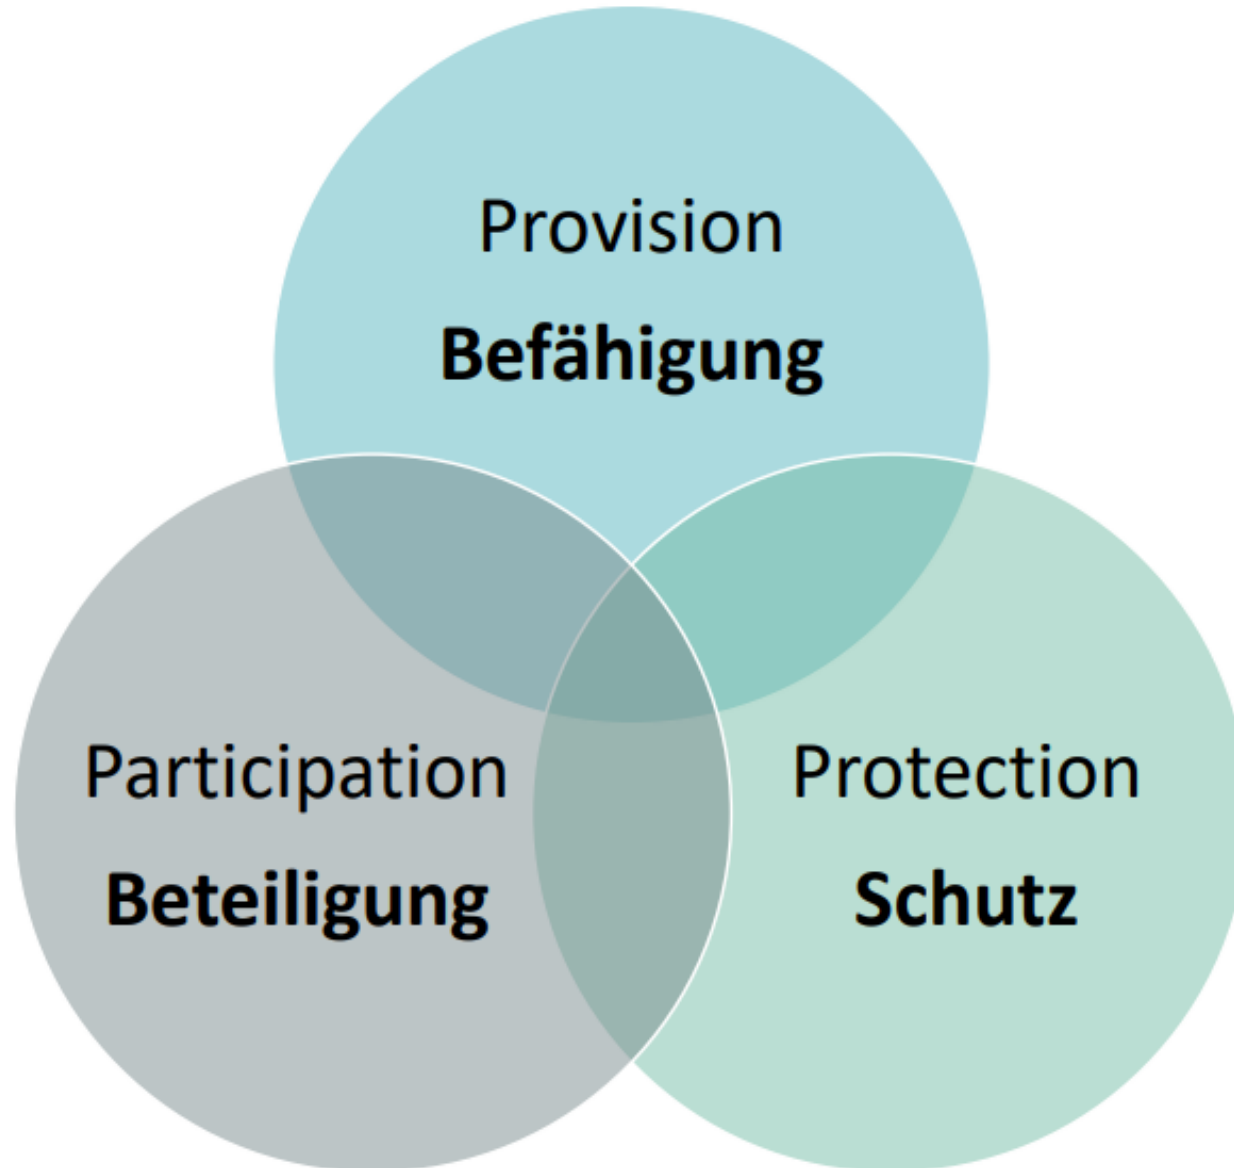 Provision
Befähigung
Participation
Beteiligung
Protection
Schutz